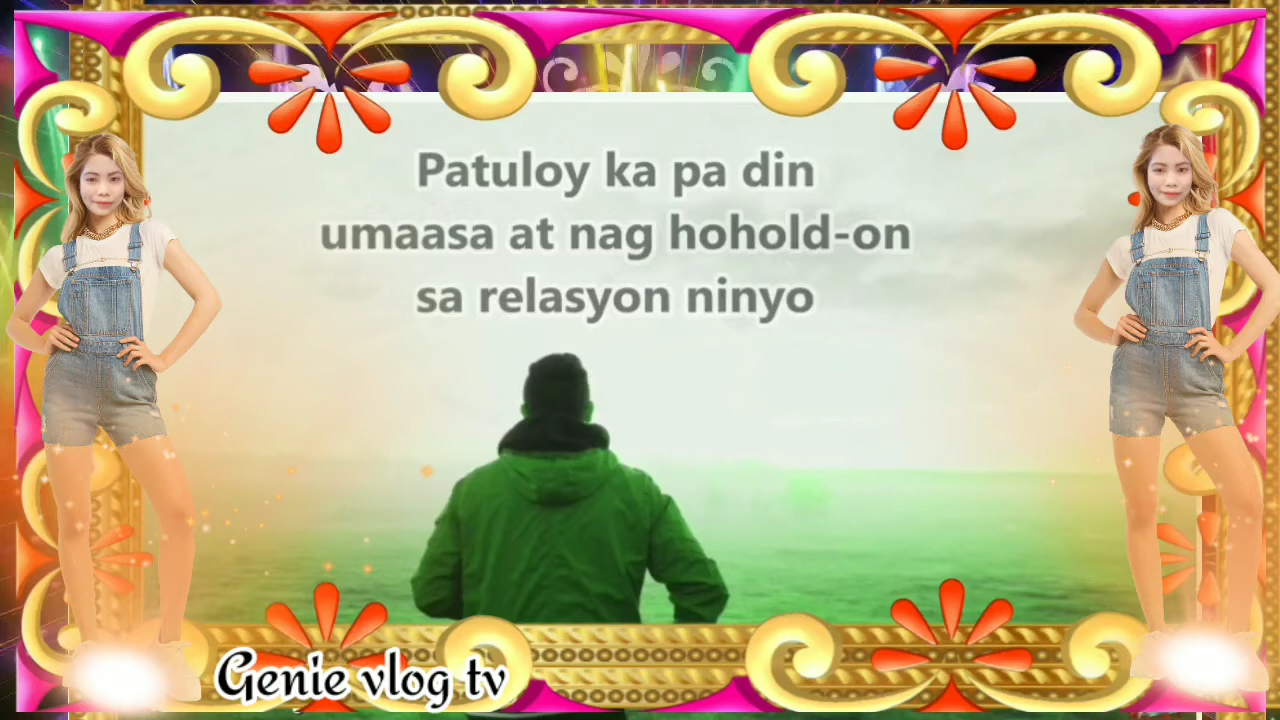 Patuloy ka pa din
umaasa at nag hohold-on
sa relasyon ninyo
Genie vlog tv